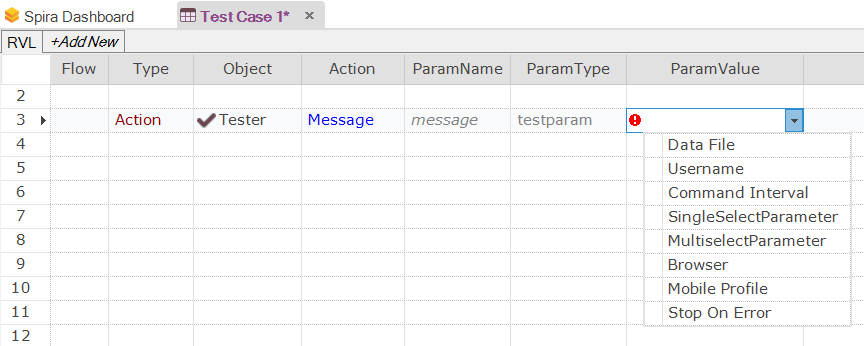 Spira Dashboard Test Case 1* ×
RVL +Add New
Flow Type Object Action ParamName ParamType ParamValue
2
3 Action Tester Message message testparam
4 Data File
5 Username
6 Command Interval
7 SingleSelectParameter
8 MultiselectParameter
9 Browser
10 Mobile Profile
11 Stop On Error
12